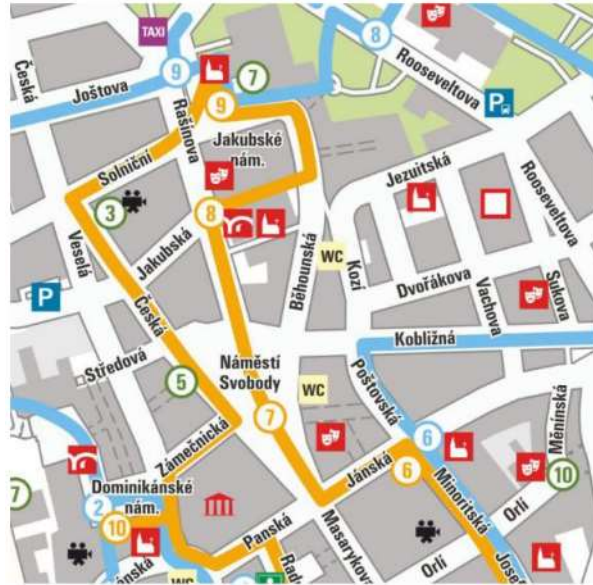 TAXI
Česká
9
8
Rooseveltova
7
Joštova
Rašínova
9
P
Jakubské
nám.
Solniční
Jezuitská
3
8
Rooseveltova
Veselá
Jakubská
Běhounská
WC
Kozí
Dvořákova
Vachova
Sukova
P
Česká
Kobližná
Středová
Náměstí
Svobody
5
WC
Poštovská
7
6
Měnínská
Zámečnická
Jánská
6
10
7
Dominikánské
nám.
2
10
Minoritská
Orlí
Panská
Masarykova
Orlí
WC